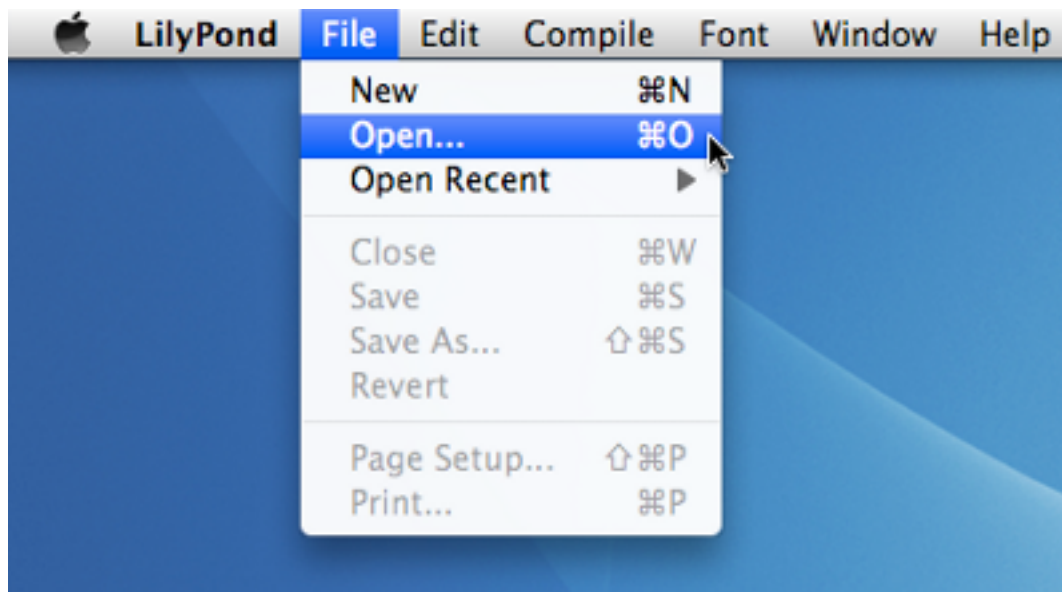 LilyPond File Edit Compile Font Window Help
New ⌘N
Open... ⌘O
Open Recent ▶
Close ⌘W
Save ⌘S
Save As... ⇧⌘S
Revert
Page Setup... ⇧⌘P
Print... ⌘P